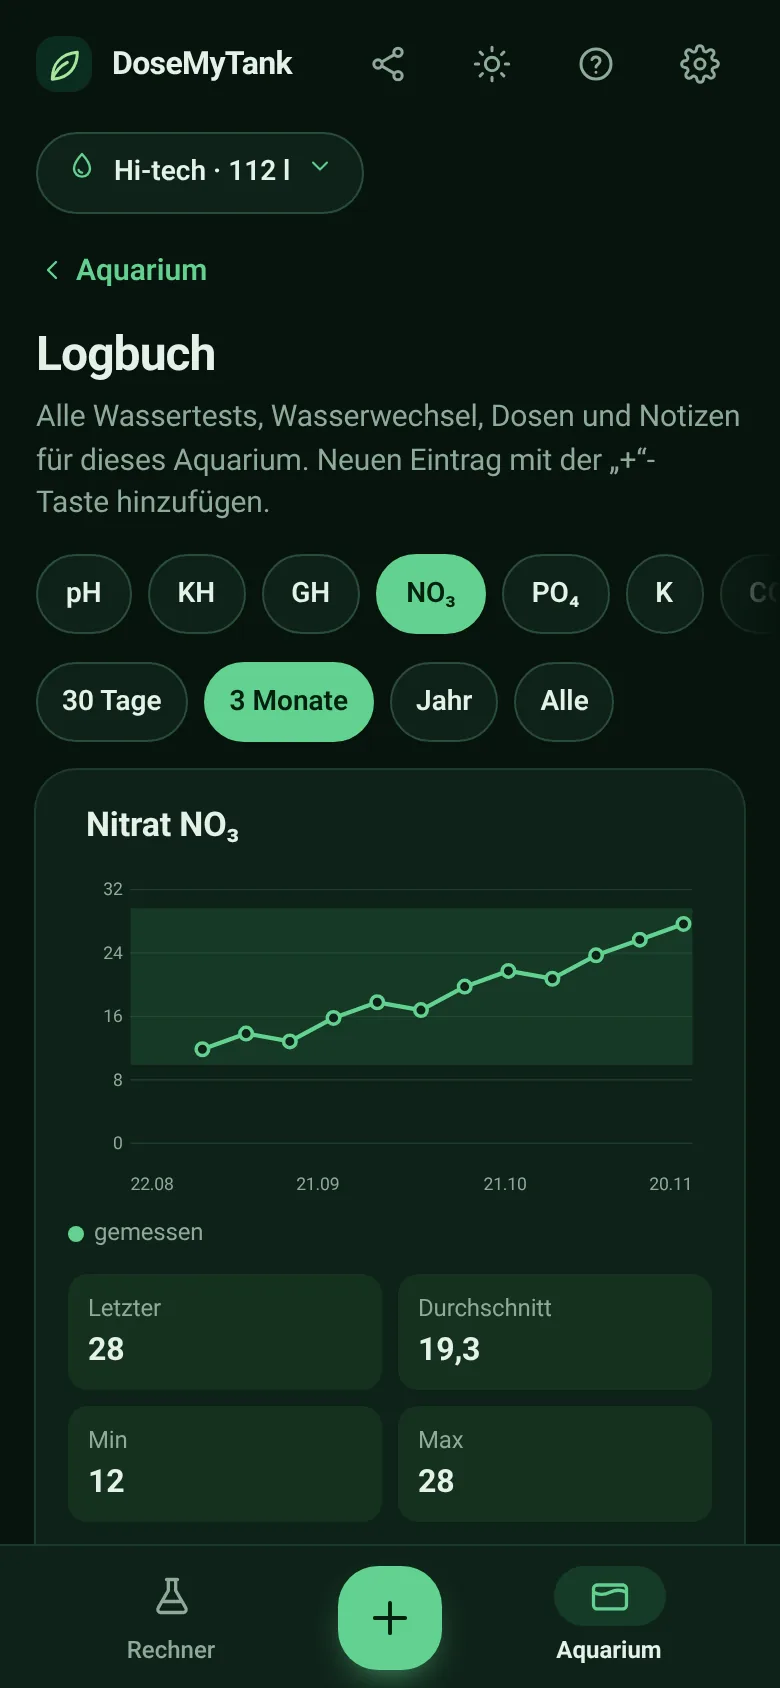 DoseMyTank
Hi-tech · 112 l
Aquarium
Logbuch
Alle Wassertests, Wasserwechsel, Dosen und Notizen
für dieses Aquarium. Neuen Eintrag mit der „+“-
Taste hinzufügen.
pH KH GH NO₃ PO₄ K
30 Tage 3 Monate Jahr Alle
Nitrat NO₃
32
24
16
8
0
22.08 21.09 21.10 20.11
gemessen
Letzter Durchschnitt
28 19,3
Min Max
12 28
Rechner Aquarium